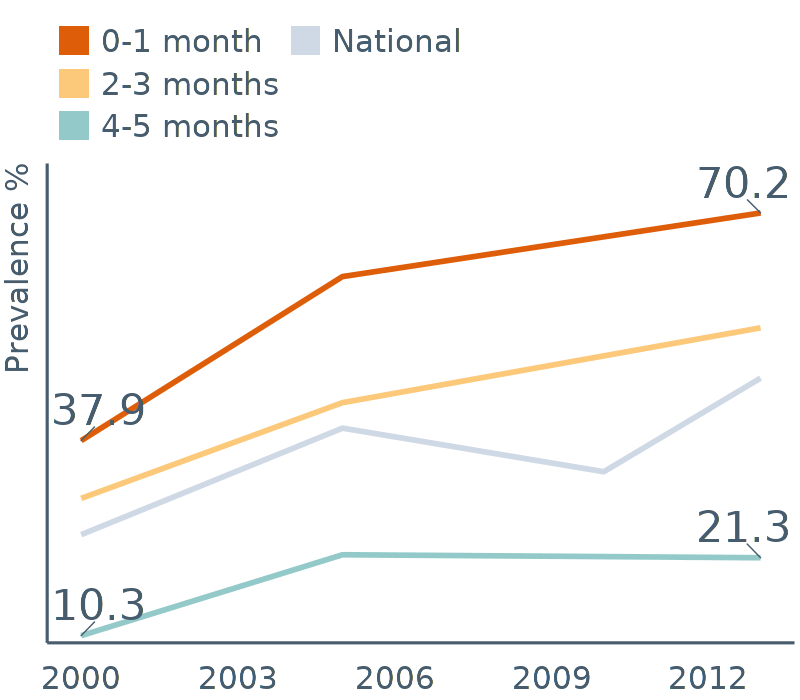 0-1 month
National
2-3 months
4-5 months
Prevalence %
70.2
37.9
21.3
10.3
2000 2003 2006 2009 2012